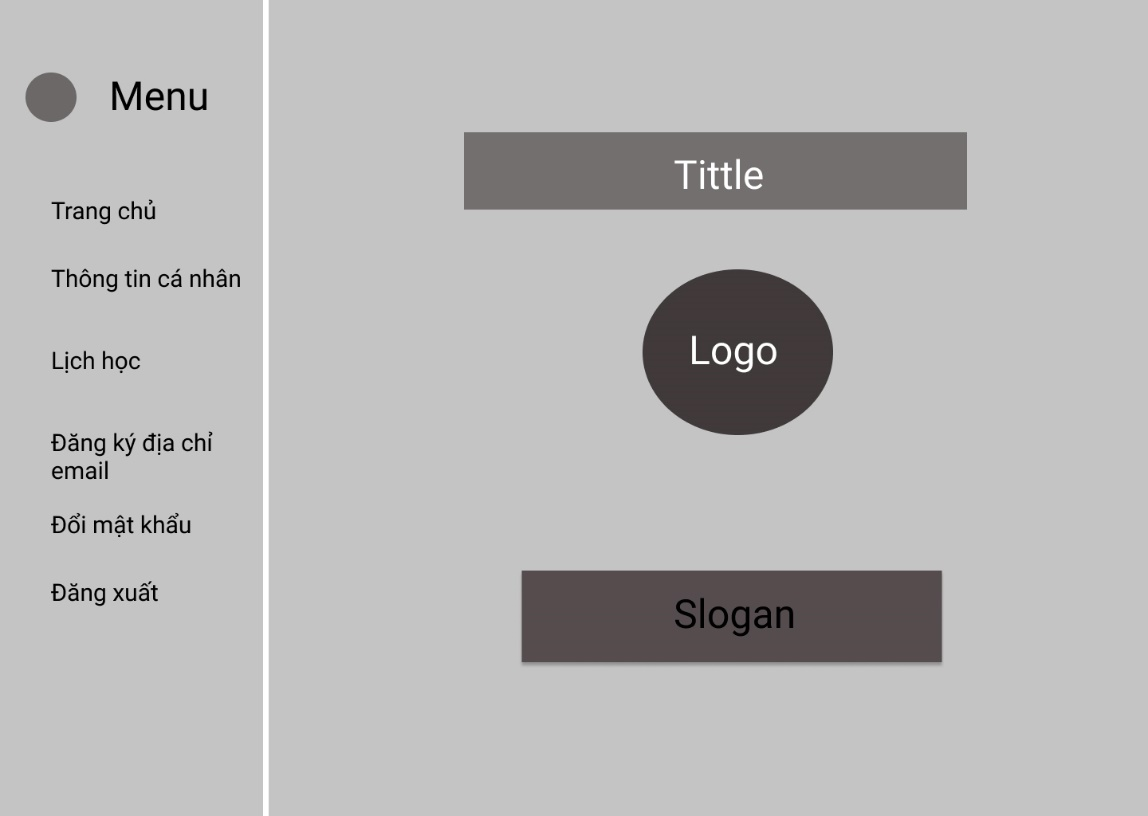 Menu
Trang chủ
Thông tin cá nhân
Lịch học
Đăng ký địa chỉ
email
Đổi mật khẩu
Đăng xuất
Tittle
Logo
Slogan